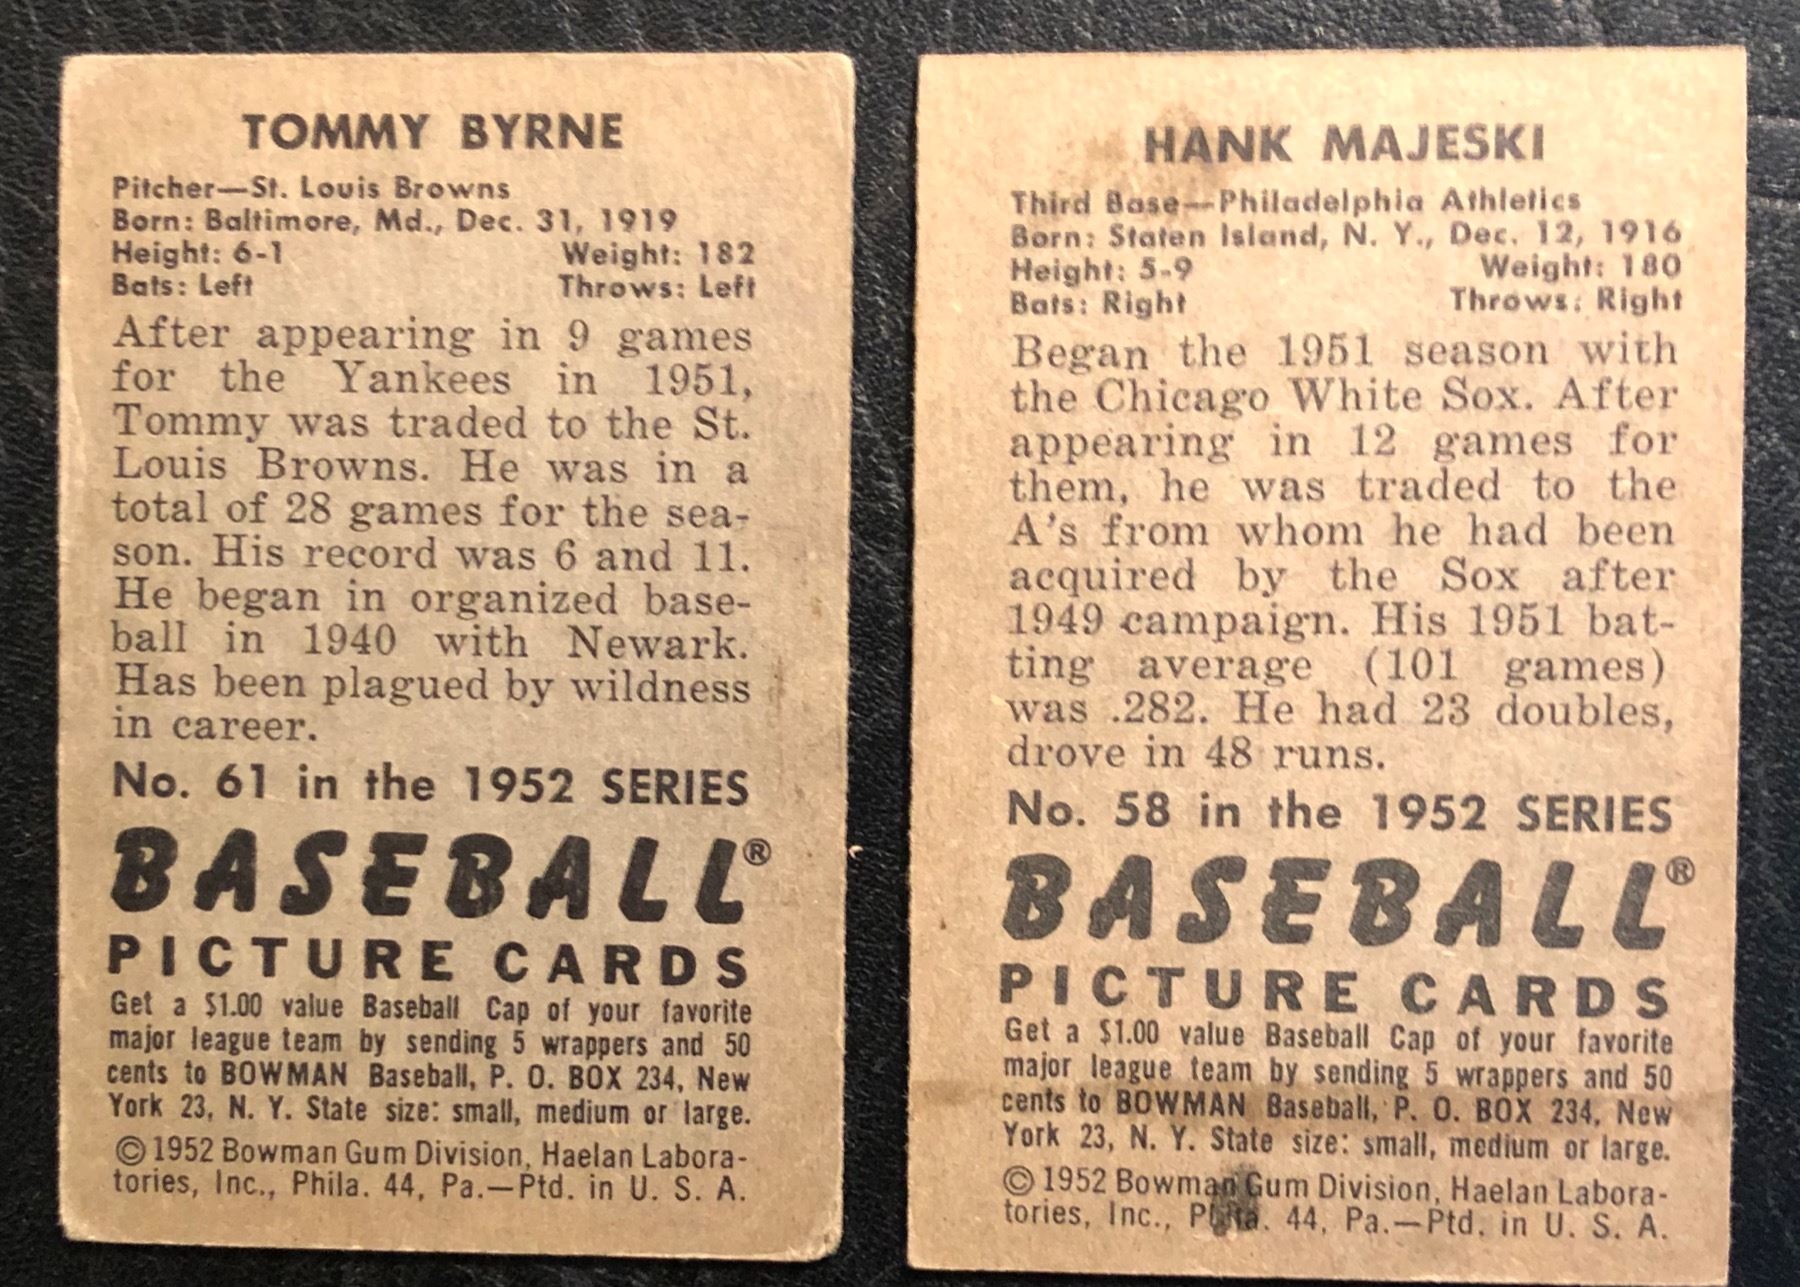 TOMMY BYRNE
Pitcher—St. Louis Browns
Born: Baltimore, Md., Dec. 31, 1919
Height: 6-1 Weight: 182
Bats: Left Throws: Left
After appearing in 9 games
for the Yankees in 1951,
Tommy was traded to the St.
Louis Browns. He was in a
total of 28 games for the sea-
son. His record was 6 and 11.
He began in organized base-
ball in 1940 with Newark.
Has been plagued by wildness
in career.
No. 61 in the 1952 SERIES
BASEBALL®
PICTURE CARDS
Get a $1.00 value Baseball Cap of your favorite
major league team by sending 5 wrappers and 50
cents to BOWMAN Baseball, P. O. BOX 234, New
York 23, N. Y. State size: small, medium or large.
©1952 Bowman Gum Division, Haelan Labora-
tories, Inc., Phila. 44, Pa.—Ptd. in U. S. A.
HANK MAJESKI
Third Base—Philadelphia Athletics
Born: Staten Island, N. Y., Dec. 12, 1916
Height: 5-9 Weight: 180
Bats: Right Throws: Right
Began the 1951 season with
the Chicago White Sox. After
appearing in 12 games for
them, he was traded to the
A's from whom he had been
acquired by the Sox after
1949 campaign. His 1951 bat-
ting average (101 games)
was .282. He had 23 doubles,
drove in 48 runs.
No. 58 in the 1952 SERIES
BASEBALL®
PICTURE CARDS
Get a $1.00 value Baseball Cap of your favorite
major league team by sending 5 wrappers and 50
cents to BOWMAN Baseball, P. O. BOX 234, New
York 23, N. Y. State size: small, medium or large.
©1952 Bowman Gum Division, Haelan Labora-
tories, Inc., Phila. 44, Pa.—Ptd. in U. S. A.